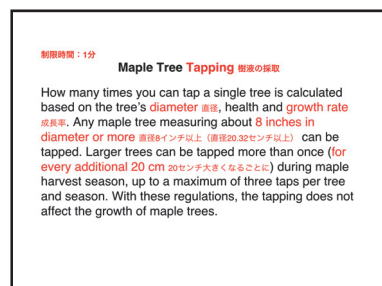 制限時間：1分
Maple Tree Tapping 樹液の採取
How many times you can tap a single tree is calculated
based on the tree's diameter 直径, health and growth rate
成長率. Any maple tree measuring about 8 inches in
diameter or more 直径8インチ以上（直径20.32センチ以上） can be
tapped. Larger trees can be tapped more than once (for
every additional 20 cm 20センチ大きくなるごとに) during maple
harvest season, up to a maximum of three taps per tree
and season. With these regulations, the tapping does not
affect the growth of maple trees.